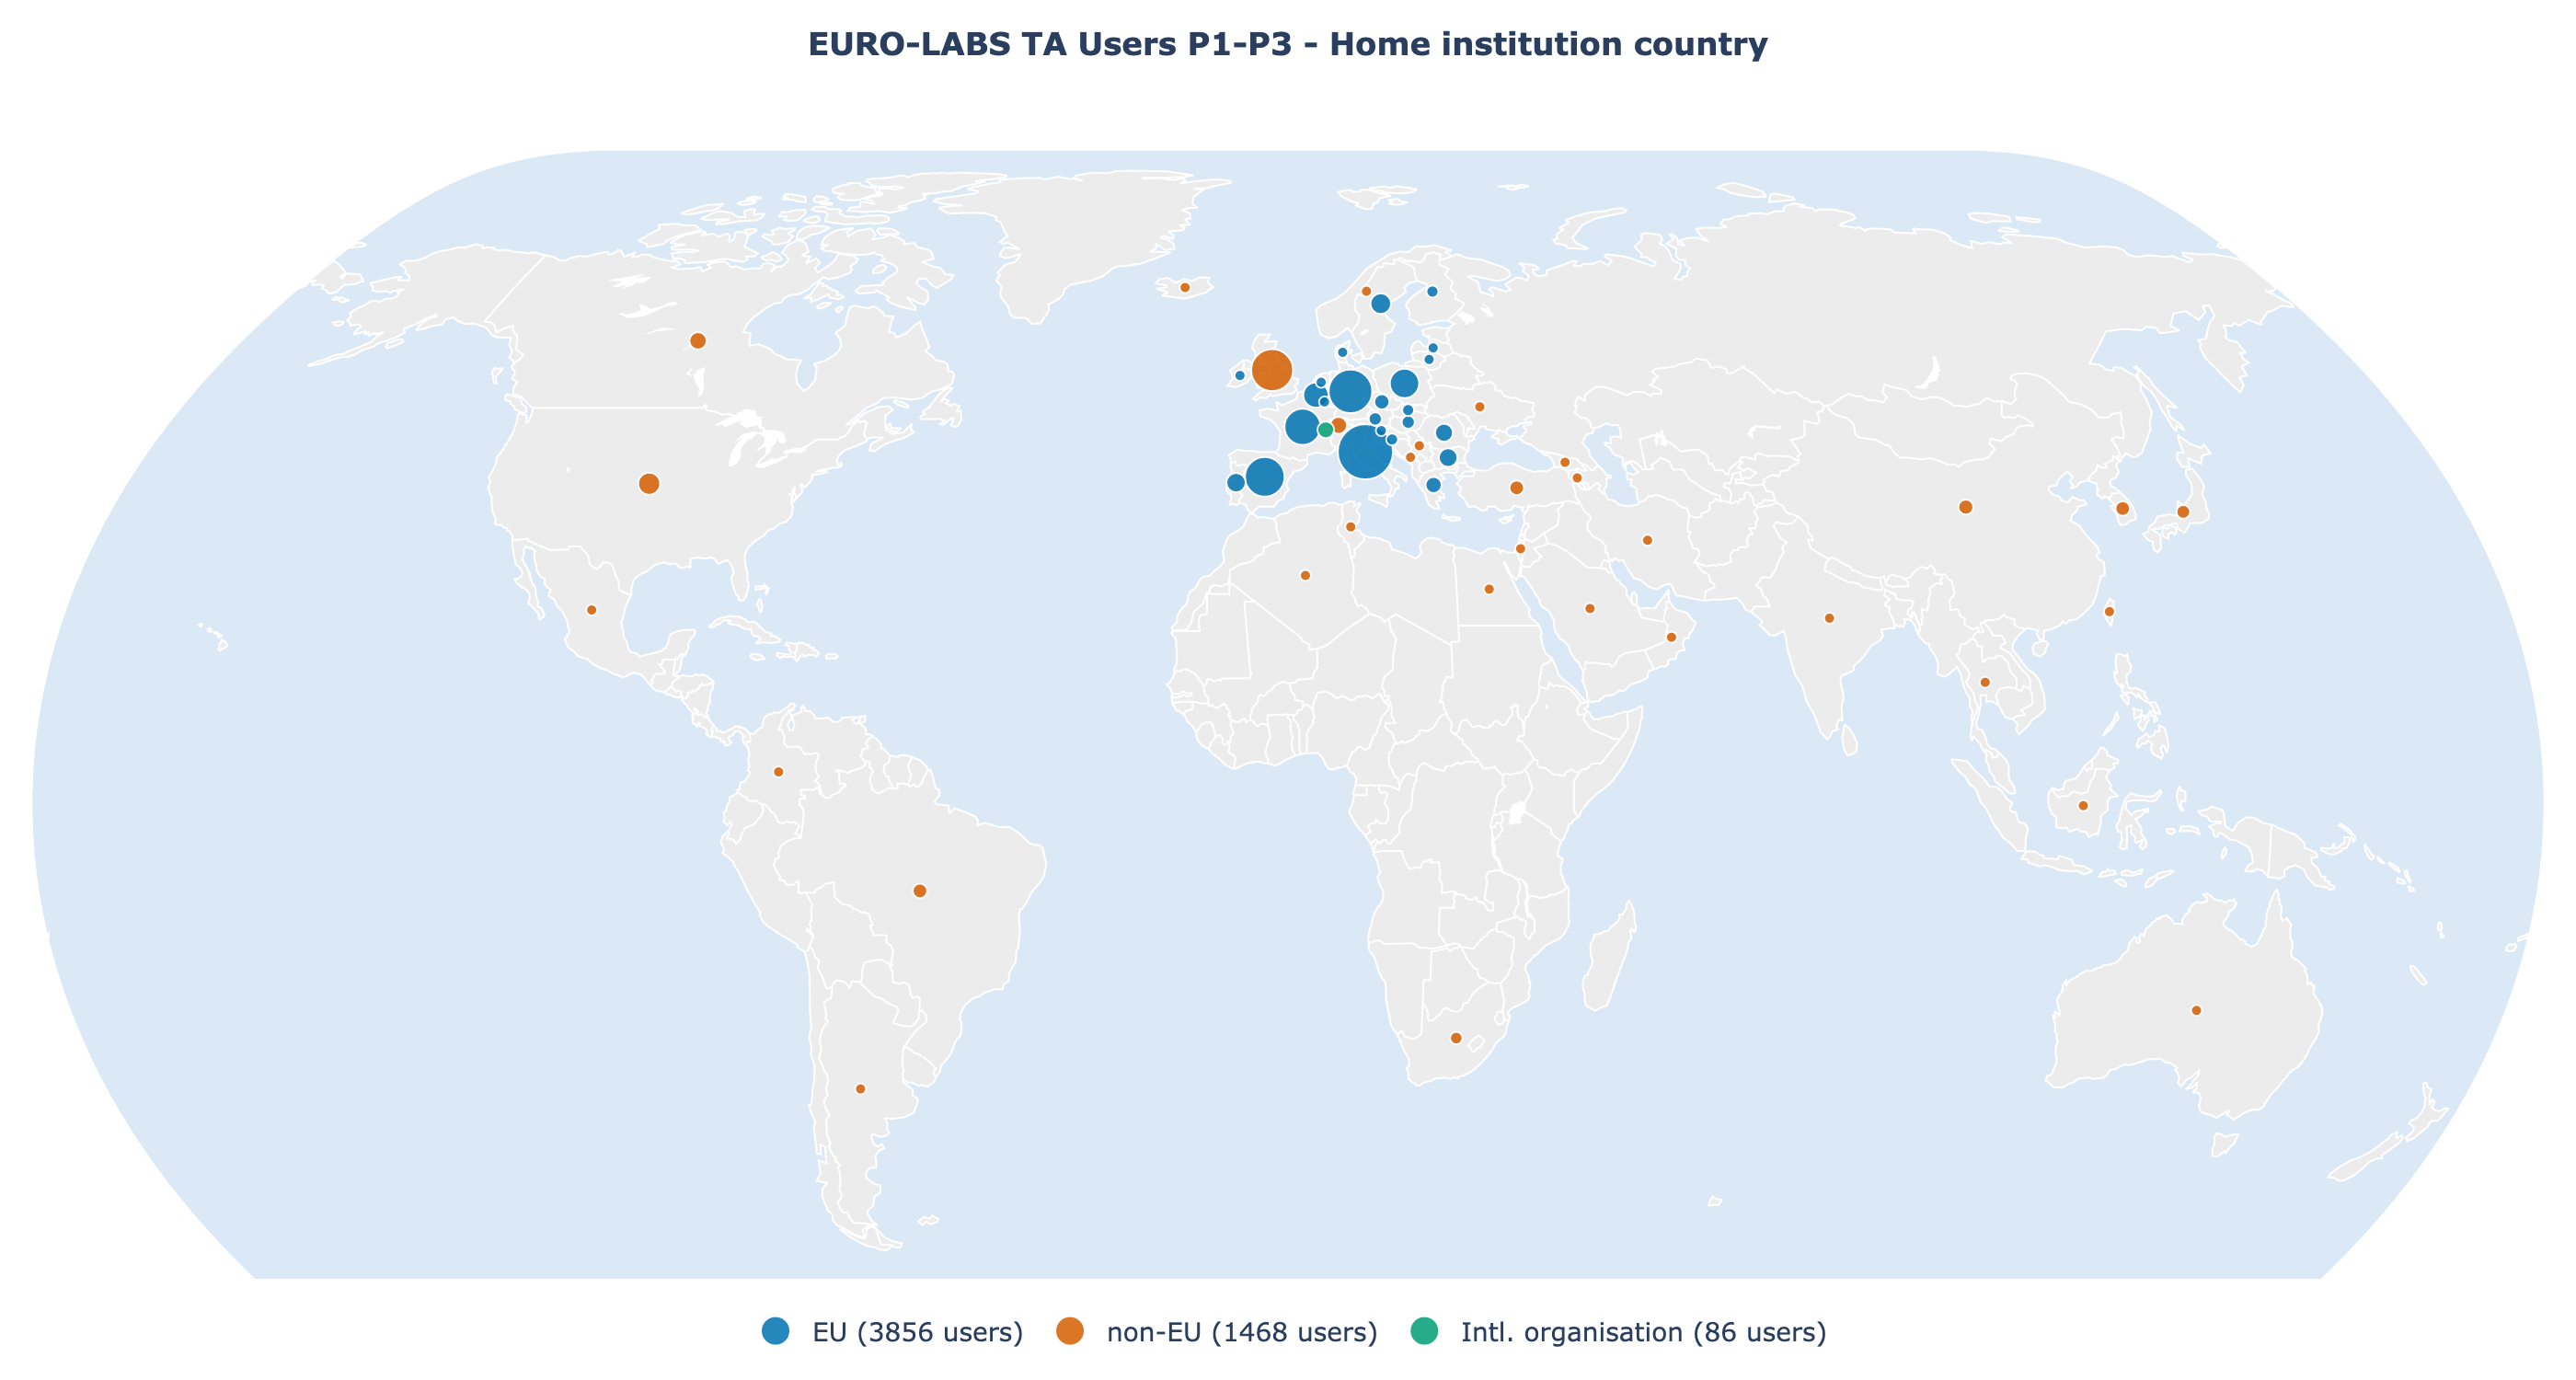 EURO-LABS TA Users P1-P3 - Home institution country
EU (3856 users) non-EU (1468 users) Intl. organisation (86 users)